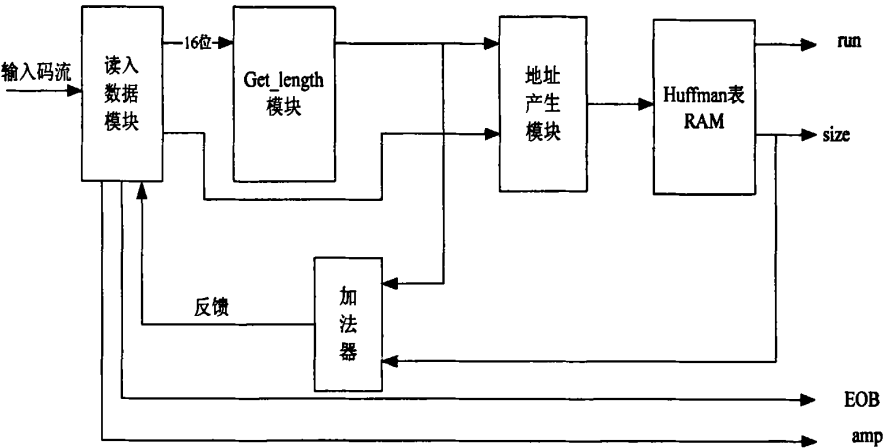 输入码流
读入
数据
模块
16位
Get_length
模块
地址
产生
模块
Huffman表
RAM
run
size
反馈
加
法
器
EOB
amp